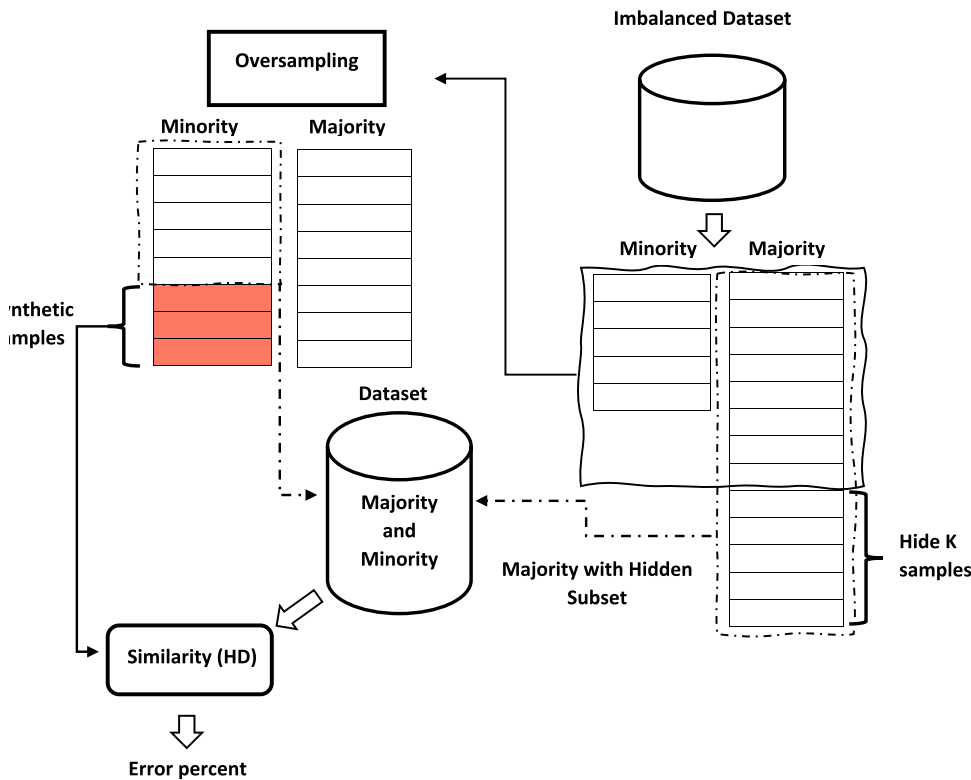 Imbalanced Dataset
Oversampling
Minority
Majority
Minority
Majority
ynthetic
mples
Dataset
Majority
and
Minority
Hide K
samples
Majority with Hidden
Subset
Similarity (HD)
Error percent